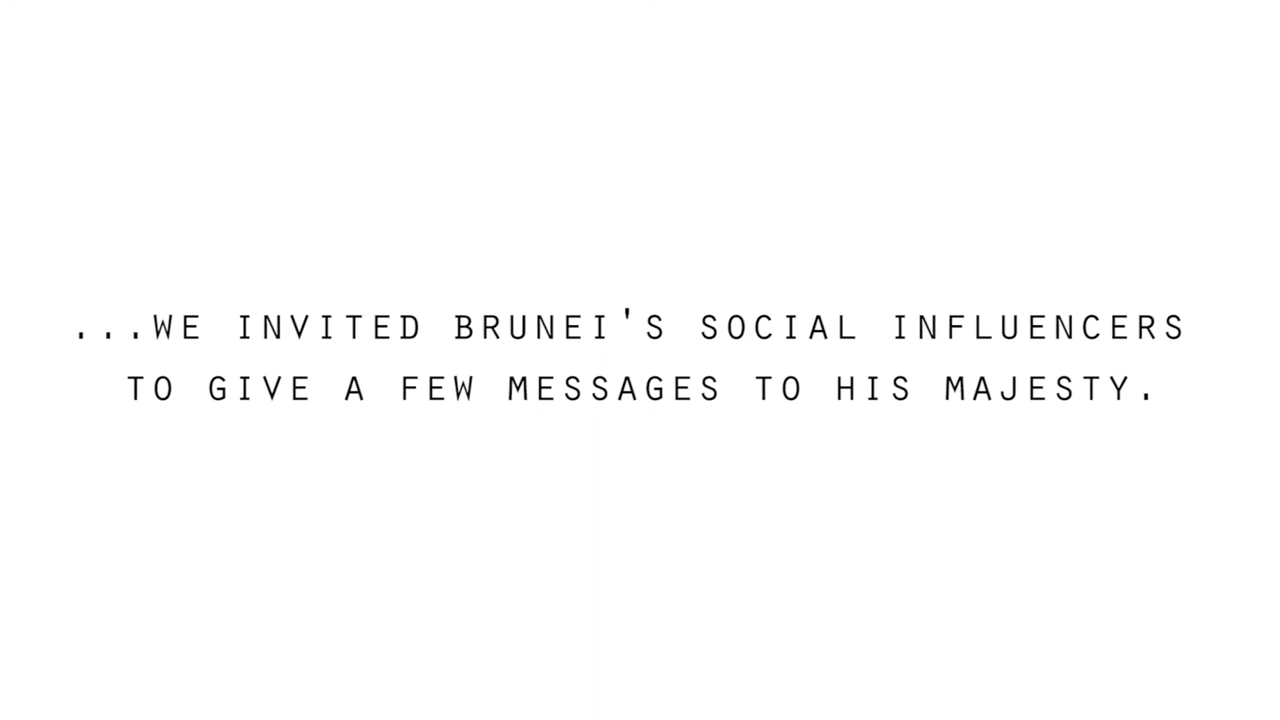 ...WE INVITED BRUNEI'S SOCIAL INFLUENCERS
TO GIVE A FEW MESSAGES TO HIS MAJESTY.